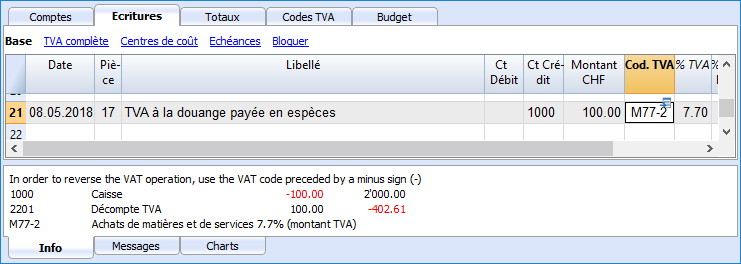 Comptes Ecritures Totaux Codes TVA Budget
Base TVA complète Centres de coût Echéances Bloquer
Date Piè-ce Libellé Ct Débit Ct Cré-dit Montant CHF Cod. TVA % TVA
21 08.05.2018 17 TVA à la douange payée en espèces 1000 100.00 M77-2 7.70
22
In order to reverse the VAT operation, use the VAT code preceded by a minus sign (-)
1000 Caisse -100.00 2'000.00
2201 Décompte TVA 100.00 -402.61
M77-2 Achats de matières et de services 7.7% (montant TVA)
Info Messages Charts